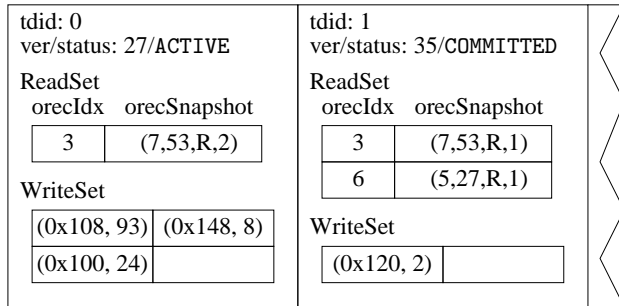 tdid: 0
ver/status: 27/ACTIVE
ReadSet
orecIdx orecSnapshot
3 (7,53,R,2)
WriteSet
(0x108, 93) (0x148, 8)
(0x100, 24)
tdid: 1
ver/status: 35/COMMITTED
ReadSet
orecIdx orecSnapshot
3 (7,53,R,1)
6 (5,27,R,1)
WriteSet
(0x120, 2)